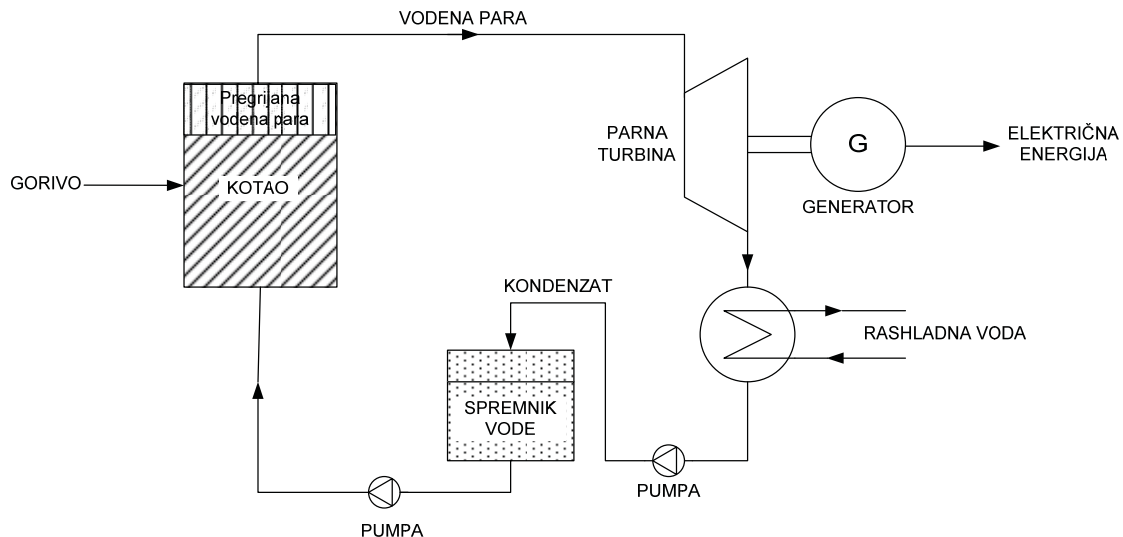 VODENA PARA
Pregrijana
vodena para
PARNA
TURBINA
G
ELEKTRIČNA
ENERGIJA
GORIVO
KOTAO
GENERATOR
KONDENZAT
RASHLADNA VODA
SPREMNIK
VODE
PUMPA
PUMPA